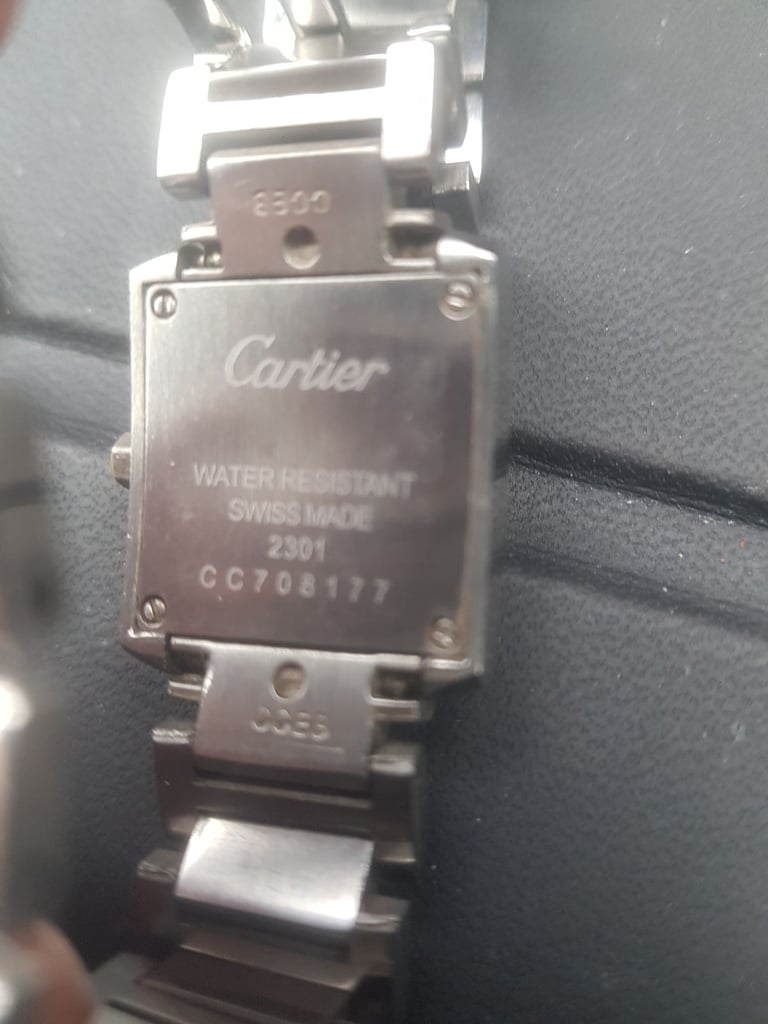 Cartier
WATER RESISTANT
SWISS MADE
2301
CC708177